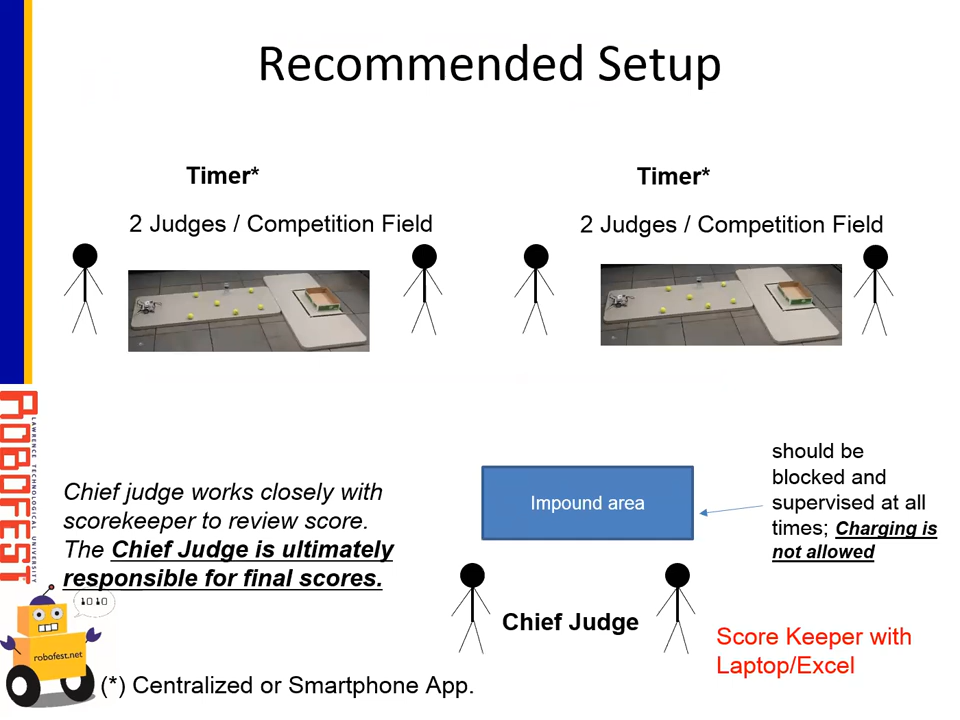 Recommended Setup
Timer*
2 Judges / Competition Field
Timer*
2 Judges / Competition Field
Chief judge works closely with
scorekeeper to review score.
The Chief Judge is ultimately
responsible for final scores.
Impound area
should be
blocked and
supervised at all
times; Charging is
not allowed
Chief Judge
Score Keeper with
Laptop/Excel
(*) Centralized or Smartphone App.
ROBOFEST
LAWRENCE TECHNOLOGICAL UNIVERSITY
robofest.net